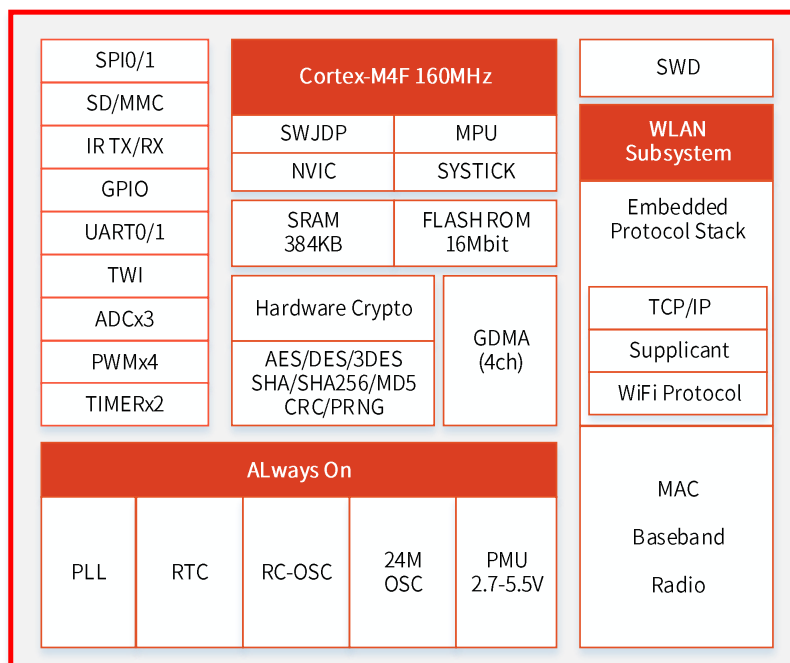 SPI0/1
SD/MMC
IR TX/RX
GPIO
UART0/1
TWI
ADCx3
PWMx4
TIMERx2
Cortex-M4F 160MHz
SWJDP
MPU
NVIC
SYSTICK
SRAM
384KB
FLASH ROM
16Mbit
Hardware Crypto
AES/DES/3DES
SHA/SHA256/MD5
CRC/PRNG
GDMA
(4ch)
SWD
WLAN
Subsystem
Embedded
Protocol Stack
TCP/IP
Supplicant
WiFi Protocol
MAC
Baseband
Radio
ALways On
PLL
RTC
RC-OSC
24M
OSC
PMU
2.7-5.5V